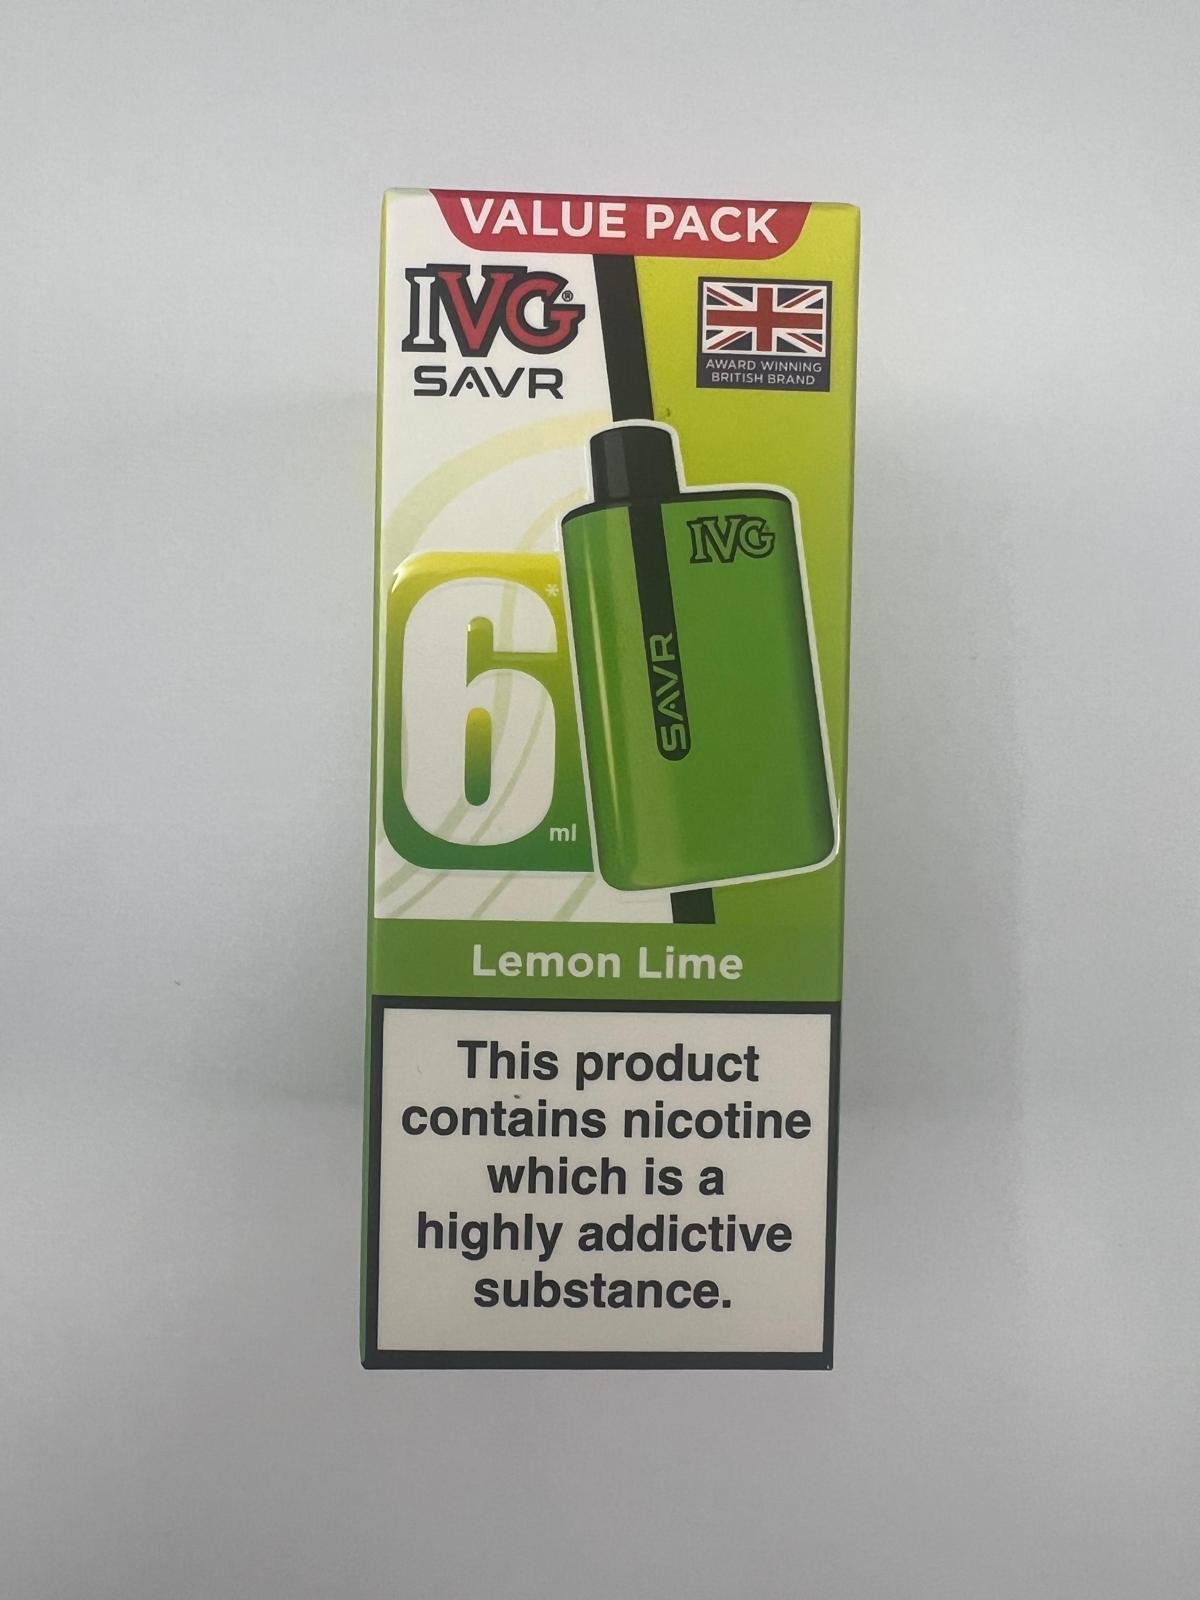 VALUE PACK
IVG®
SAVR
AWARD WINNING
BRITISH BRAND
IVG
SAVR
6*
ml
Lemon Lime
This product
contains nicotine
which is a
highly addictive
substance.